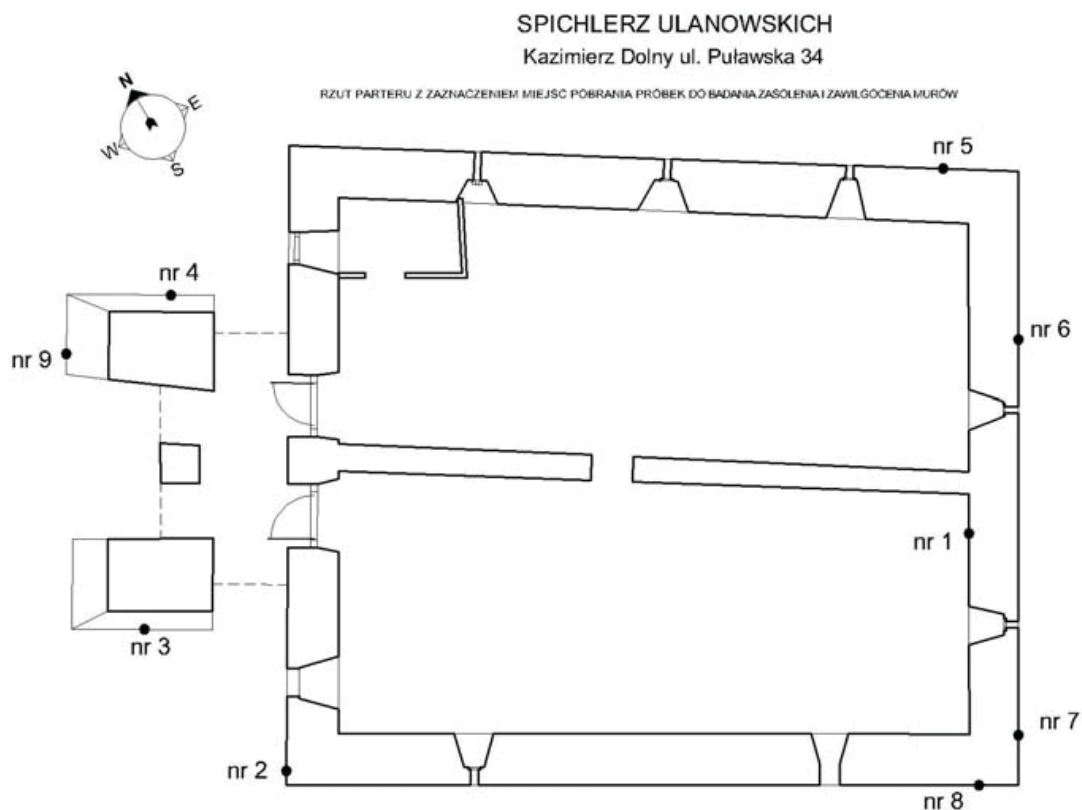 SPICHLERZ ULANOWSKICH
Kazimierz Dolny ul. Puławska 34
RZUT PARTERU Z ZAZNACZENIEM MIEJSC POBRANIA PRÓBEK DO BADANIA ZASOLENIA I ZAWILGOCENIA MURÓW
N
E
W
S
nr 5
nr 4
nr 6
nr 9
nr 1
nr 3
nr 7
nr 2
nr 8